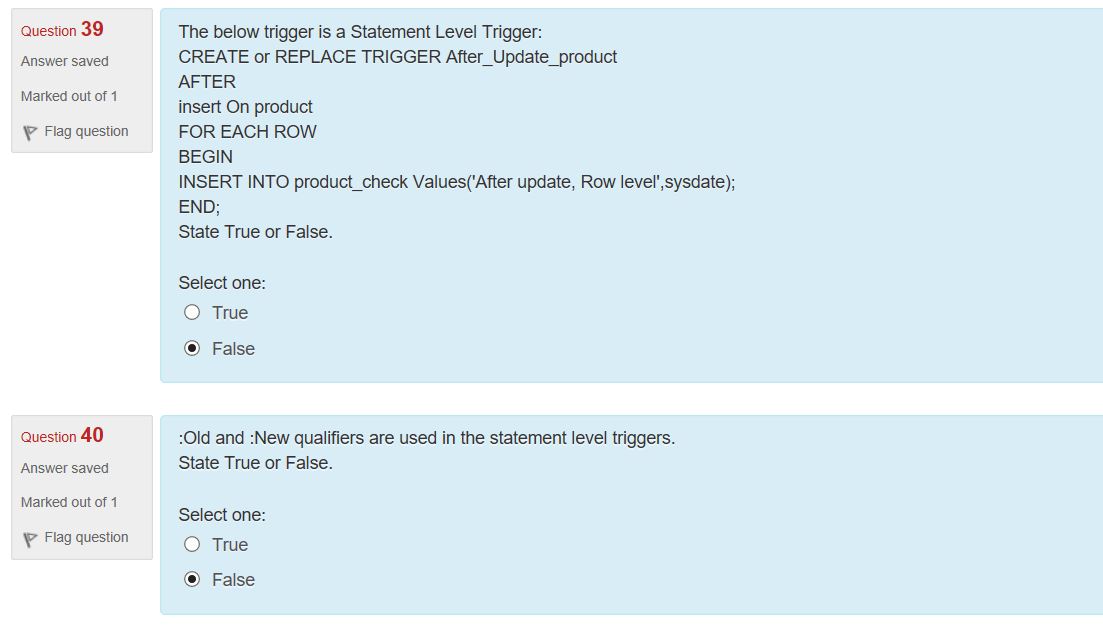 Question 39
Answer saved
Marked out of 1
Flag question
The below trigger is a Statement Level Trigger:
CREATE or REPLACE TRIGGER After_Update_product
AFTER
insert On product
FOR EACH ROW
BEGIN
INSERT INTO product_check Values('After update, Row level',sysdate);
END;
State True or False.
Select one:
True
False
Question 40
Answer saved
Marked out of 1
Flag question
:Old and :New qualifiers are used in the statement level triggers.
State True or False.
Select one:
True
False